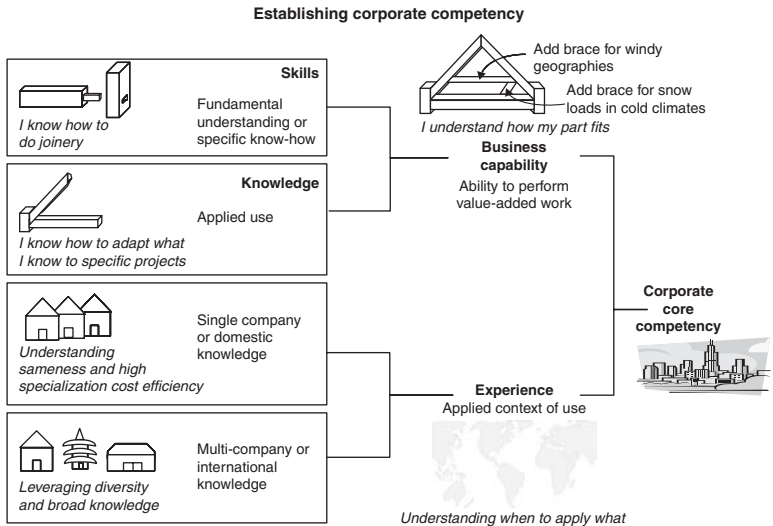 Establishing corporate competency
Skills
Fundamental
understanding or
specific know-how
I know how to
do joinery
Knowledge
Applied use
I know how to adapt what
I know to specific projects
Single company
or domestic
knowledge
Understanding
sameness and high
specialization cost efficiency
Multi-company or
international
knowledge
Leveraging diversity
and broad knowledge
Add brace for windy
geographies
Add brace for snow
loads in cold climates
I understand how my part fits
Business
capability
Ability to perform
value-added work
Experience
Applied context of use
Understanding when to apply what
Corporate
core
competency